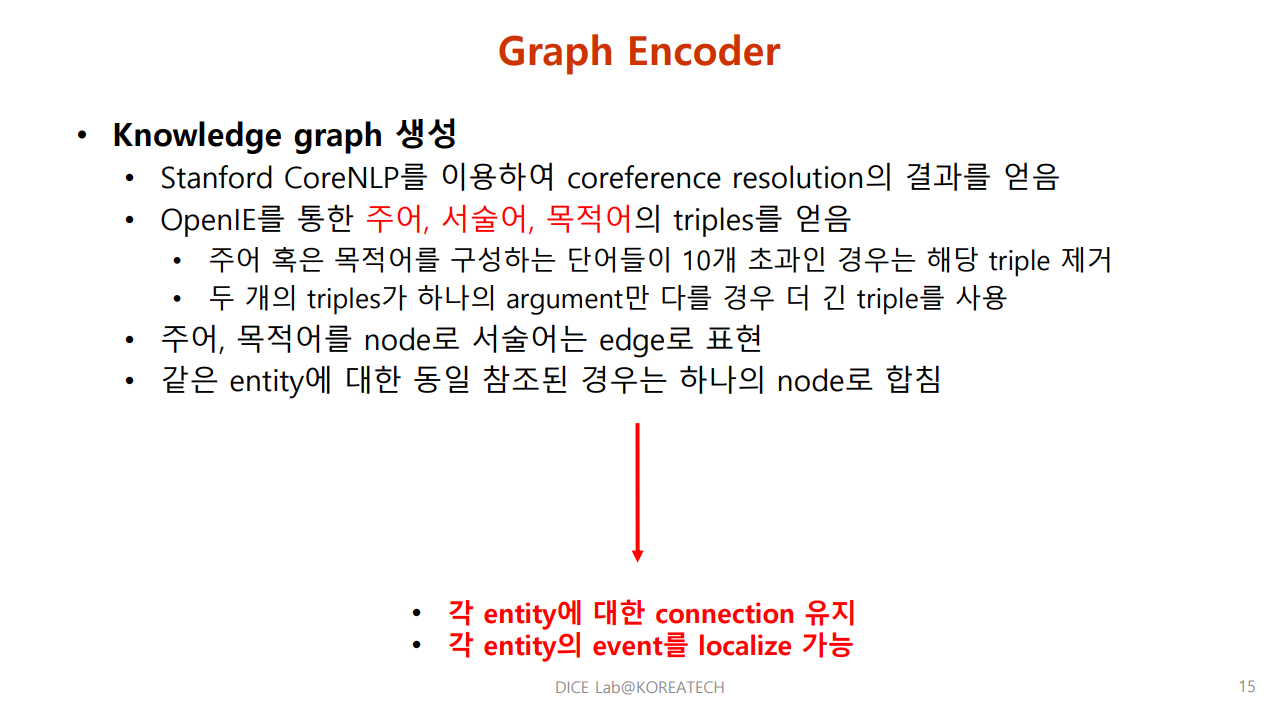 Graph Encoder
• Knowledge graph 생성
• Stanford CoreNLP를 이용하여 coreference resolution의 결과를 얻음
• OpenIE를 통한 주어, 서술어, 목적어의 triples를 얻음
• 주어 혹은 목적어를 구성하는 단어들이 10개 초과인 경우는 해당 triple 제거
• 두 개의 triples가 하나의 argument만 다를 경우 더 긴 triple를 사용
• 주어, 목적어를 node로 서술어는 edge로 표현
• 같은 entity에 대한 동일 참조된 경우는 하나의 node로 합침
• 각 entity에 대한 connection 유지
• 각 entity의 event를 localize 가능
DICE Lab@KOREATECH
15